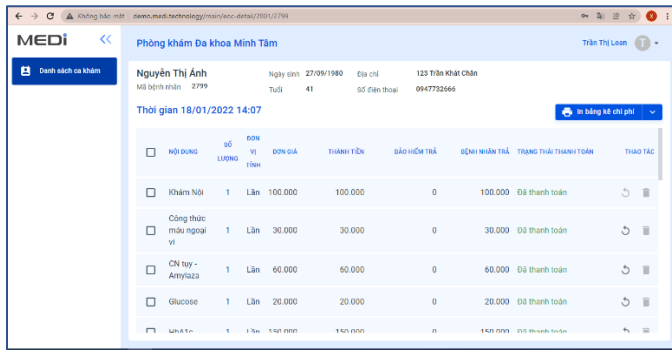 Không bảo mật | demo.medi.technology/main/ecc-detail/2001/2799
MEDi
Phòng khám Đa khoa Minh Tâm
Trần Thị Loan
T
Danh sách ca khám
Nguyễn Thị Ánh
Ngày sinh 27/09/1980 Địa chỉ 123 Trần Khát Chân
Mã bệnh nhân 2799
Tuổi 41 Số điện thoại 0947732666
Thời gian 18/01/2022 14:07
In bảng kê chi phí
NỘI DUNG SỐ LƯỢNG ĐƠN VỊ TÍNH ĐƠN GIÁ THÀNH TIỀN BẢO HIỂM TRẢ BỆNH NHÂN TRẢ TRẠNG THÁI THANH TOÁN THAO TÁC
Khám Nội 1 Lần 100.000 100.000 0 100.000 Đã thanh toán
Công thức máu ngoại vi 1 Lần 30.000 30.000 0 30.000 Đã thanh toán
CN tụy - Amylaza 1 Lần 60.000 60.000 0 60.000 Đã thanh toán
Glucose 1 Lần 20.000 20.000 0 20.000 Đã thanh toán
HbA1c 1 Lần 150.000 150.000 0 150.000 Đã thanh toán